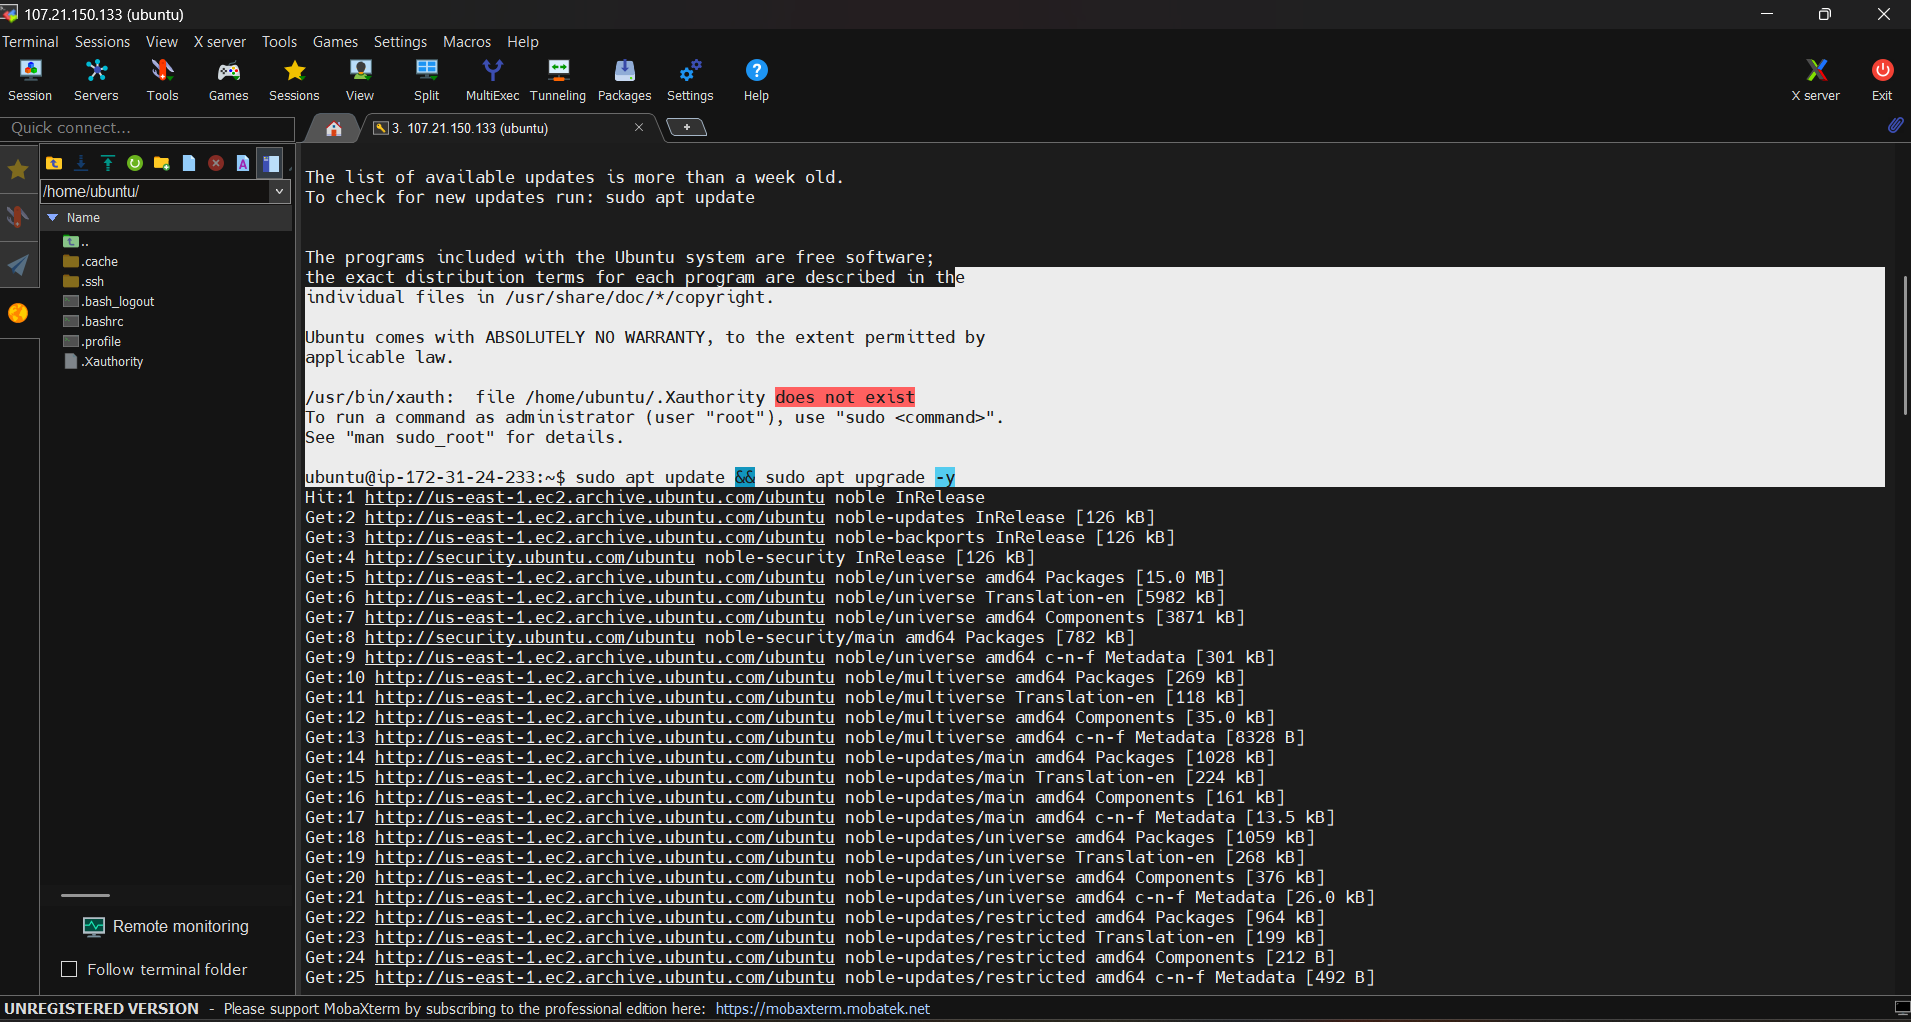 107.21.150.133 (ubuntu)
Terminal Sessions View X server Tools Games Settings Macros Help
Session Servers Tools Games Sessions View Split MultiExec Tunneling Packages Settings Help X server Exit
Quick connect...
3. 107.21.150.133 (ubuntu)
/home/ubuntu/
Name
..
.cache
.ssh
.bash_logout
.bashrc
.profile
.Xauthority
Remote monitoring
Follow terminal folder
The list of available updates is more than a week old.
To check for new updates run: sudo apt update
The programs included with the Ubuntu system are free software;
the exact distribution terms for each program are described in the
individual files in /usr/share/doc/*/copyright.
Ubuntu comes with ABSOLUTELY NO WARRANTY, to the extent permitted by
applicable law.
/usr/bin/xauth:  file /home/ubuntu/.Xauthority does not exist
To run a command as administrator (user "root"), use "sudo <command>".
See "man sudo_root" for details.
ubuntu@ip-172-31-24-233:~$ sudo apt update && sudo apt upgrade -y
Hit:1 http://us-east-1.ec2.archive.ubuntu.com/ubuntu noble InRelease
Get:2 http://us-east-1.ec2.archive.ubuntu.com/ubuntu noble-updates InRelease [126 kB]
Get:3 http://us-east-1.ec2.archive.ubuntu.com/ubuntu noble-backports InRelease [126 kB]
Get:4 http://security.ubuntu.com/ubuntu noble-security InRelease [126 kB]
Get:5 http://us-east-1.ec2.archive.ubuntu.com/ubuntu noble/universe amd64 Packages [15.0 MB]
Get:6 http://us-east-1.ec2.archive.ubuntu.com/ubuntu noble/universe Translation-en [5982 kB]
Get:7 http://us-east-1.ec2.archive.ubuntu.com/ubuntu noble/universe amd64 Components [3871 kB]
Get:8 http://security.ubuntu.com/ubuntu noble-security/main amd64 Packages [782 kB]
Get:9 http://us-east-1.ec2.archive.ubuntu.com/ubuntu noble/universe amd64 c-n-f Metadata [301 kB]
Get:10 http://us-east-1.ec2.archive.ubuntu.com/ubuntu noble/multiverse amd64 Packages [269 kB]
Get:11 http://us-east-1.ec2.archive.ubuntu.com/ubuntu noble/multiverse Translation-en [118 kB]
Get:12 http://us-east-1.ec2.archive.ubuntu.com/ubuntu noble/multiverse amd64 Components [35.0 kB]
Get:13 http://us-east-1.ec2.archive.ubuntu.com/ubuntu noble/multiverse amd64 c-n-f Metadata [8328 B]
Get:14 http://us-east-1.ec2.archive.ubuntu.com/ubuntu noble-updates/main amd64 Packages [1028 kB]
Get:15 http://us-east-1.ec2.archive.ubuntu.com/ubuntu noble-updates/main Translation-en [224 kB]
Get:16 http://us-east-1.ec2.archive.ubuntu.com/ubuntu noble-updates/main amd64 Components [161 kB]
Get:17 http://us-east-1.ec2.archive.ubuntu.com/ubuntu noble-updates/main amd64 c-n-f Metadata [13.5 kB]
Get:18 http://us-east-1.ec2.archive.ubuntu.com/ubuntu noble-updates/universe amd64 Packages [1059 kB]
Get:19 http://us-east-1.ec2.archive.ubuntu.com/ubuntu noble-updates/universe Translation-en [268 kB]
Get:20 http://us-east-1.ec2.archive.ubuntu.com/ubuntu noble-updates/universe amd64 Components [376 kB]
Get:21 http://us-east-1.ec2.archive.ubuntu.com/ubuntu noble-updates/universe amd64 c-n-f Metadata [26.0 kB]
Get:22 http://us-east-1.ec2.archive.ubuntu.com/ubuntu noble-updates/restricted amd64 Packages [964 kB]
Get:23 http://us-east-1.ec2.archive.ubuntu.com/ubuntu noble-updates/restricted Translation-en [199 kB]
Get:24 http://us-east-1.ec2.archive.ubuntu.com/ubuntu noble-updates/restricted amd64 Components [212 B]
Get:25 http://us-east-1.ec2.archive.ubuntu.com/ubuntu noble-updates/restricted amd64 c-n-f Metadata [492 B]
UNREGISTERED VERSION - Please support MobaXterm by subscribing to the professional edition here: https://mobaxterm.mobatek.net